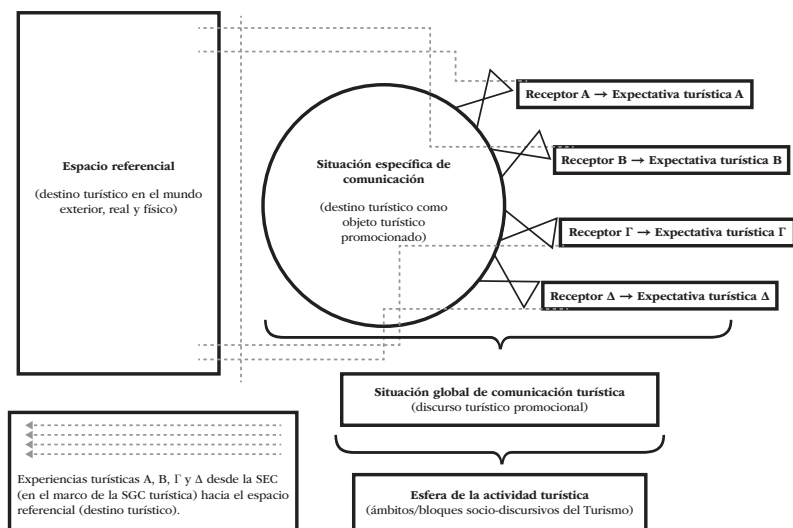 Espacio referencial
(destino turístico en el mundo
exterior, real y físico)
Situación específica de
comunicación
(destino turístico como
objeto turístico
promocionado)
Receptor A → Expectativa turística A
Receptor B → Expectativa turística B
Receptor Γ → Expectativa turística Γ
Receptor Δ → Expectativa turística Δ
Situación global de comunicación turística
(discurso turístico promocional)
Experiencias turísticas A, B, Γ y Δ desde la SEC
(en el marco de la SGC turística) hacia el espacio
referencial (destino turístico).
Esfera de la actividad turística
(ámbitos/bloques socio-discursivos del Turismo)